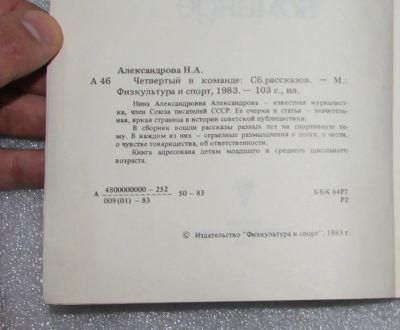 КОМАНДЕ
Александрова Н.А.
А 46 Четвертый в команде: Сб.рассказов. — М.:
Физкультура и спорт, 1983. — 103 с., ил.
Нина Александровна Александрова — известная журналист-
ка, член Союза писателей СССР. Ее очерки и статьи — значитель-
ная, яркая страница в истории советской публицистики.
В сборник вошли рассказы разных лет на спортивную те-
му. В каждом из них — серьезные размышления о долге, о чести,
о чувстве товарищества, об ответственности.
Книга адресована детям младшего и среднего школьного
возраста.
А 4800000000 — 252 50 — 83 ББК 84Р7
009(01) — 83 Р2
© Издательство "Физкультура и спорт", 1983 г.